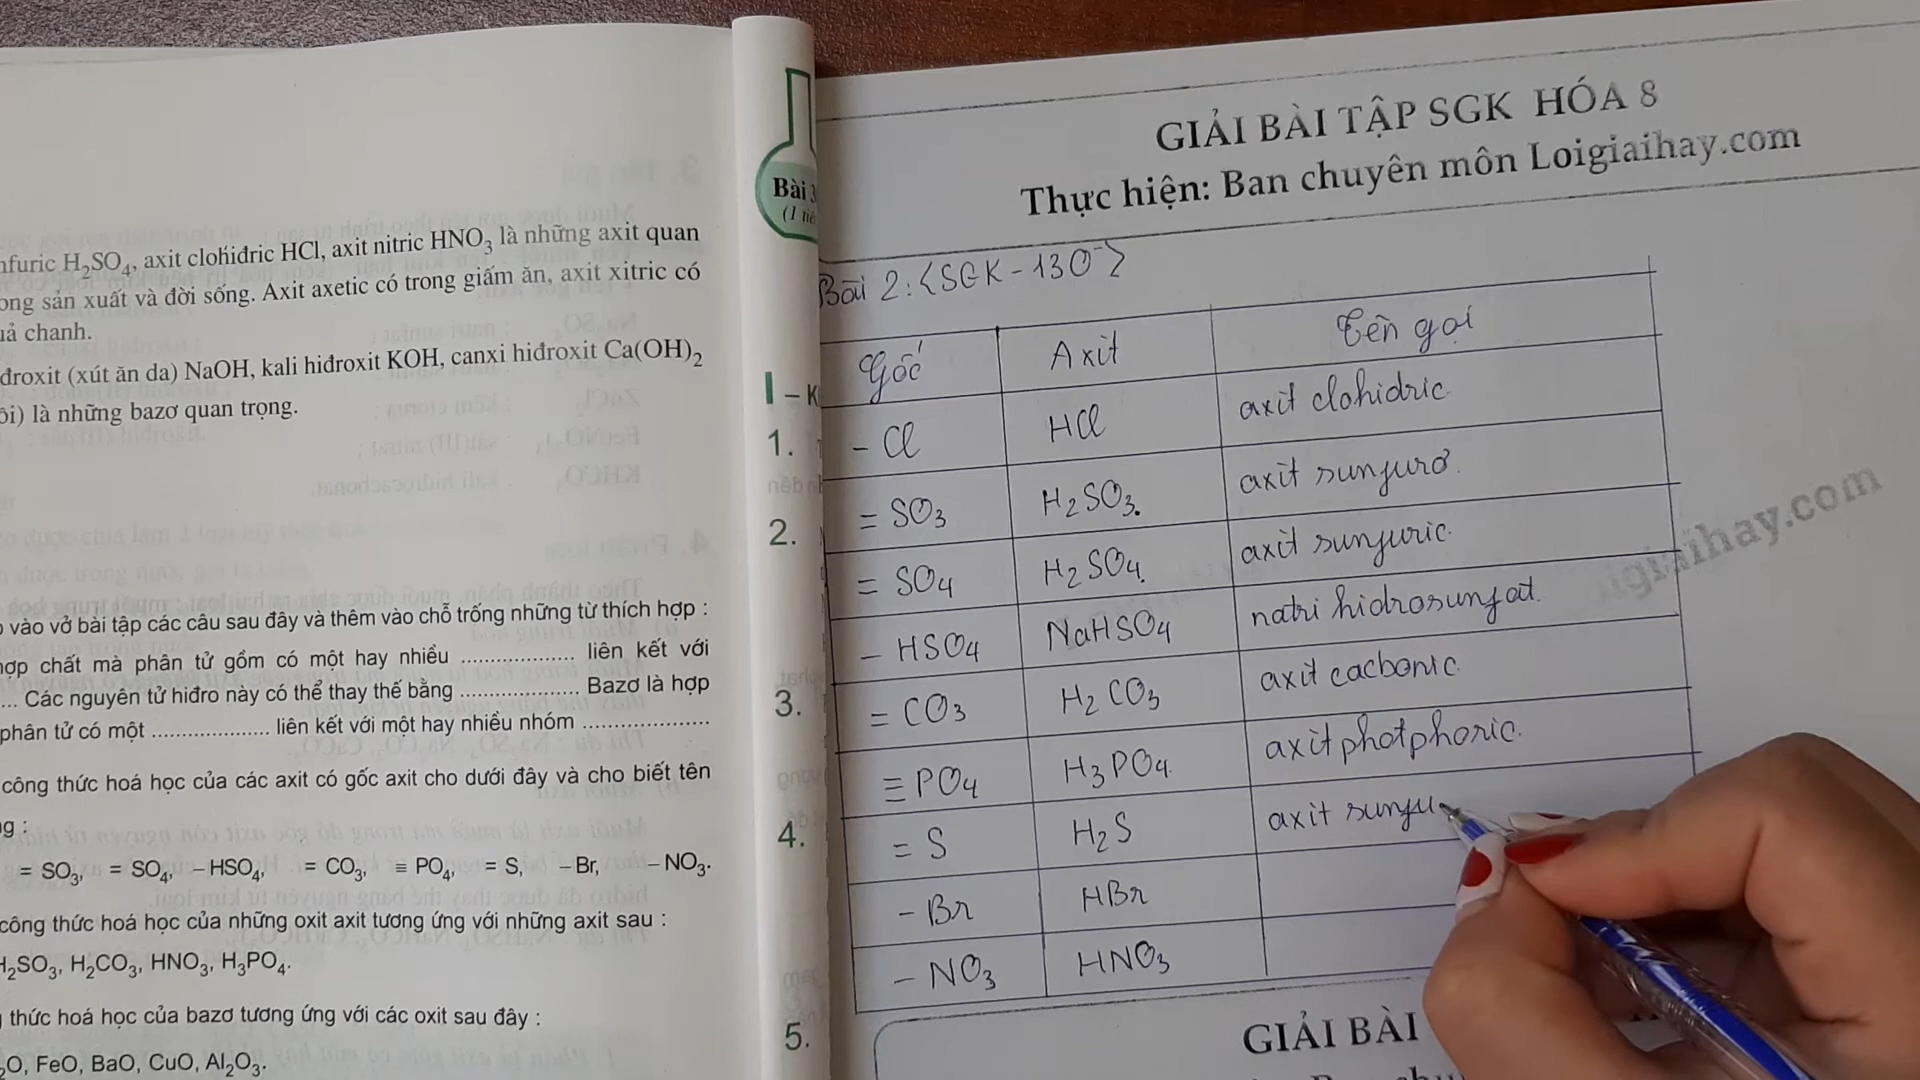 nfuric H₂SO₄, axit clohiđric HCl, axit nitric HNO₃ là những axit quan
ong sản xuất và đời sống. Axit axetic có trong giấm ăn, axit xitric có
uả chanh.
đroxit (xút ăn da) NaOH, kali hiđroxit KOH, canxi hiđroxit Ca(OH)₂
ôi) là những bazơ quan trọng.
vào vở bài tập các câu sau đây và thêm vào chỗ trống những từ thích hợp :
hợp chất mà phân tử gồm có một hay nhiều ................... liên kết với
... Các nguyên tử hiđro này có thể thay thế bằng .................... Bazơ là hợp
phân tử có một .................... liên kết với một hay nhiều nhóm .....................
công thức hoá học của các axit có gốc axit cho dưới đây và cho biết tên
g :
= SO₃, = SO₄, – HSO₄, = CO₃, ≡ PO₄, = S, – Br, – NO₃.
công thức hoá học của những oxit axit tương ứng với những axit sau :
H₂SO₃, H₂CO₃, HNO₃, H₃PO₄.
thức hoá học của bazơ tương ứng với các oxit sau đây :
₂O, FeO, BaO, CuO, Al₂O₃.
Bài 3
(1 tiế
I – K
1.
2.
3.
4.
5.
GIẢI BÀI TẬP SGK HÓA 8
Thực hiện: Ban chuyên môn Loigiaihay.com
Bài 2: <SGK - 130>
Gốc Axit Tên gọi
- Cl HCl axit clohidric.
= SO₃ H₂SO₃. axit sunfurơ.
= SO₄ H₂SO₄. axit sunfuric.
- HSO₄ NaHSO₄ natri hidrosunfat.
= CO₃ H₂CO₃ axit cacbonic.
≡ PO₄ H₃PO₄. axit photphoric.
= S H₂S axit sunfu
- Br HBr
- NO₃ HNO₃
igiaihay.com
GIẢI BÀI